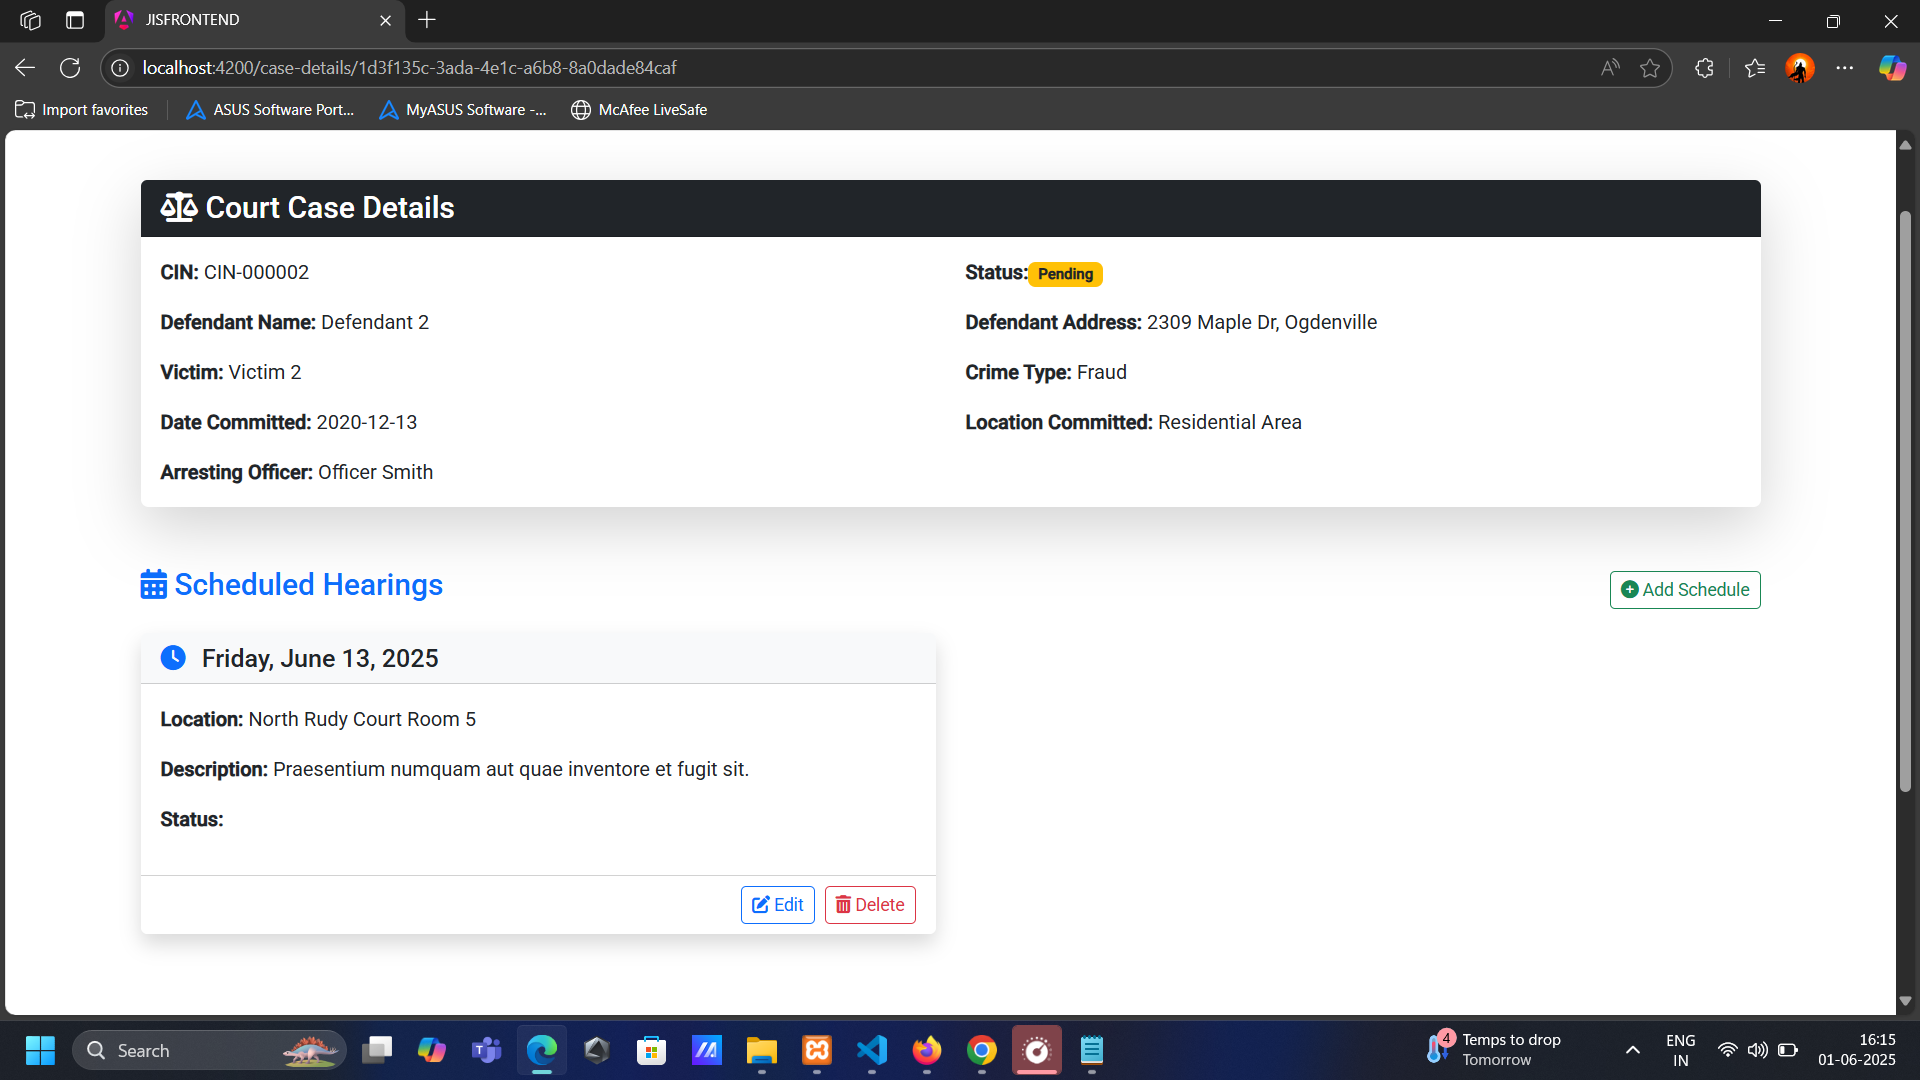 JISFRONTEND
localhost:4200/case-details/1d3f135c-3ada-4e1c-a6b8-8a0dade84caf
Import favorites
ASUS Software Port...
MyASUS Software -...
McAfee LiveSafe
Court Case Details
CIN: CIN-000002
Status: Pending
Defendant Name: Defendant 2
Defendant Address: 2309 Maple Dr, Ogdenville
Victim: Victim 2
Crime Type: Fraud
Date Committed: 2020-12-13
Location Committed: Residential Area
Arresting Officer: Officer Smith
Scheduled Hearings
Add Schedule
Friday, June 13, 2025
Location: North Rudy Court Room 5
Description: Praesentium numquam aut quae inventore et fugit sit.
Status:
Edit
Delete
Search
4
Temps to drop
Tomorrow
ENG
IN
16:15
01-06-2025